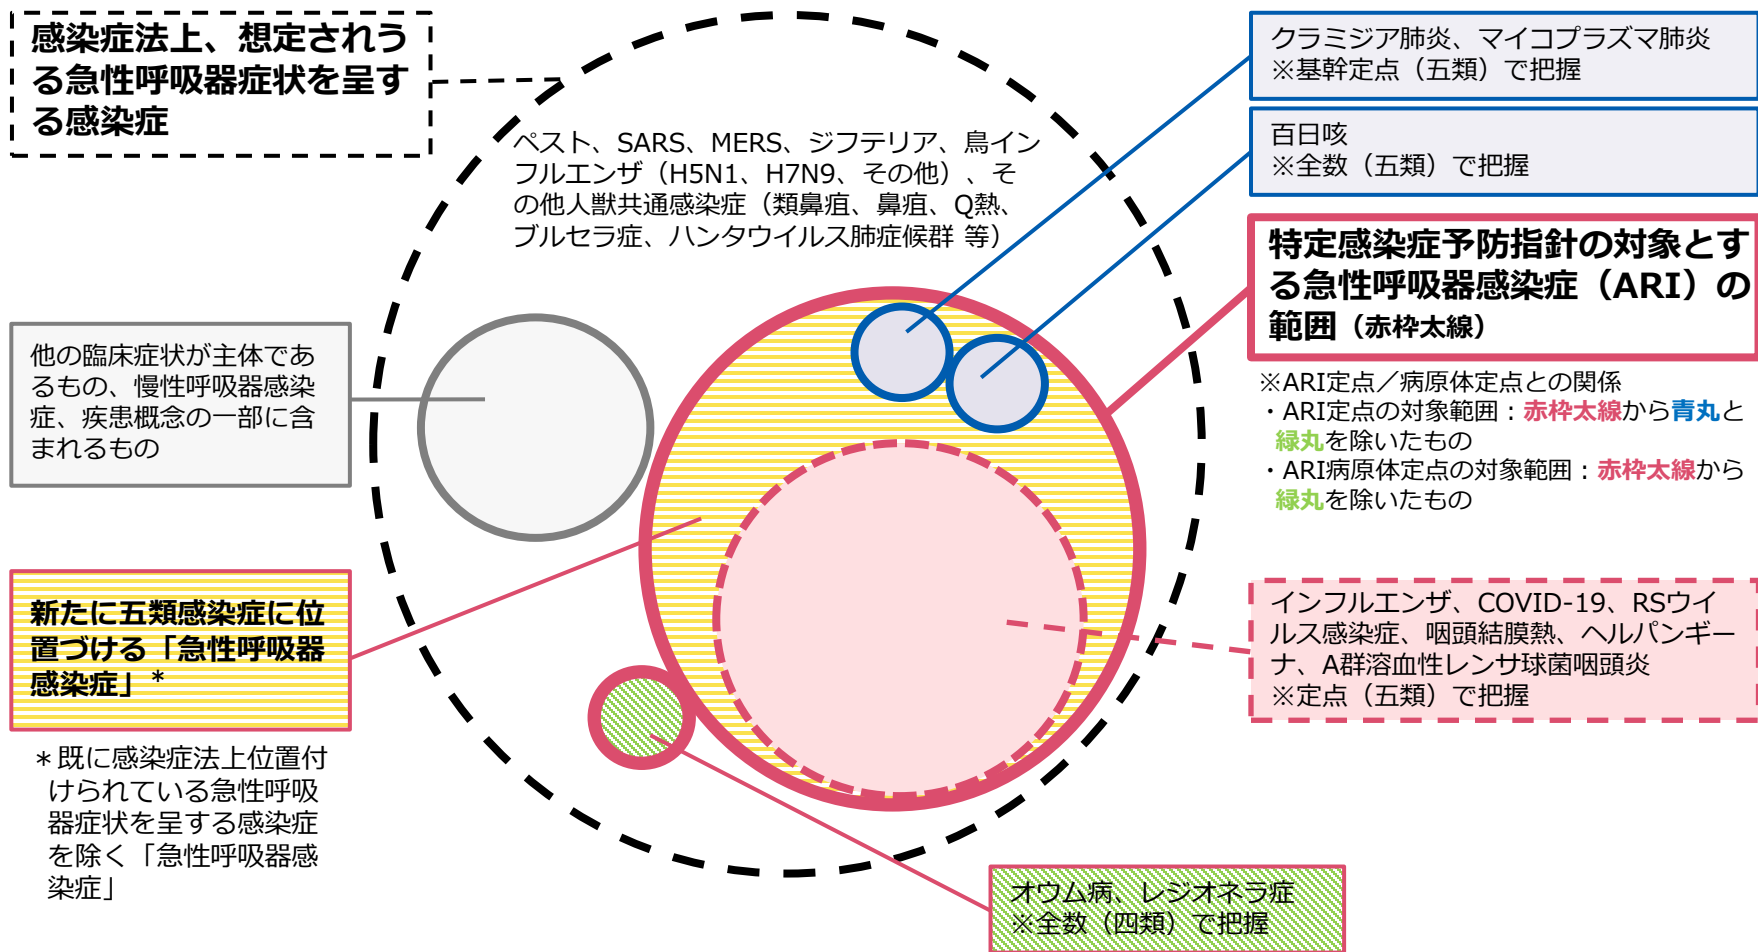 感染症法上、想定されう
る急性呼吸器症状を呈す
る感染症
クラミジア肺炎、マイコプラズマ肺炎
※基幹定点（五類）で把握
百日咳
※全数（五類）で把握
ペスト、SARS、MERS、ジフテリア、鳥イン
フルエンザ（H5N1、H7N9、その他）、そ
の他人獣共通感染症（類鼻疽、鼻疽、Q熱、
ブルセラ症、ハンタウイルス肺症候群 等）
特定感染症予防指針の対象とす
る急性呼吸器感染症（ARI）の
範囲（赤枠太線）
※ARI定点／病原体定点との関係
・ARI定点の対象範囲：赤枠太線から青丸と
緑丸を除いたもの
・ARI病原体定点の対象範囲：赤枠太線から
緑丸を除いたもの
他の臨床症状が主体であ
るもの、慢性呼吸器感染
症、疾患概念の一部に含
まれるもの
新たに五類感染症に位
置づける「急性呼吸器
感染症」*
＊既に感染症法上位置付
けられている急性呼吸
器症状を呈する感染症
を除く「急性呼吸器感
染症」
インフルエンザ、COVID-19、RSウイ
ルス感染症、咽頭結膜熱、ヘルパンギー
ナ、A群溶血性レンサ球菌咽頭炎
※定点（五類）で把握
オウム病、レジオネラ症
※全数（四類）で把握